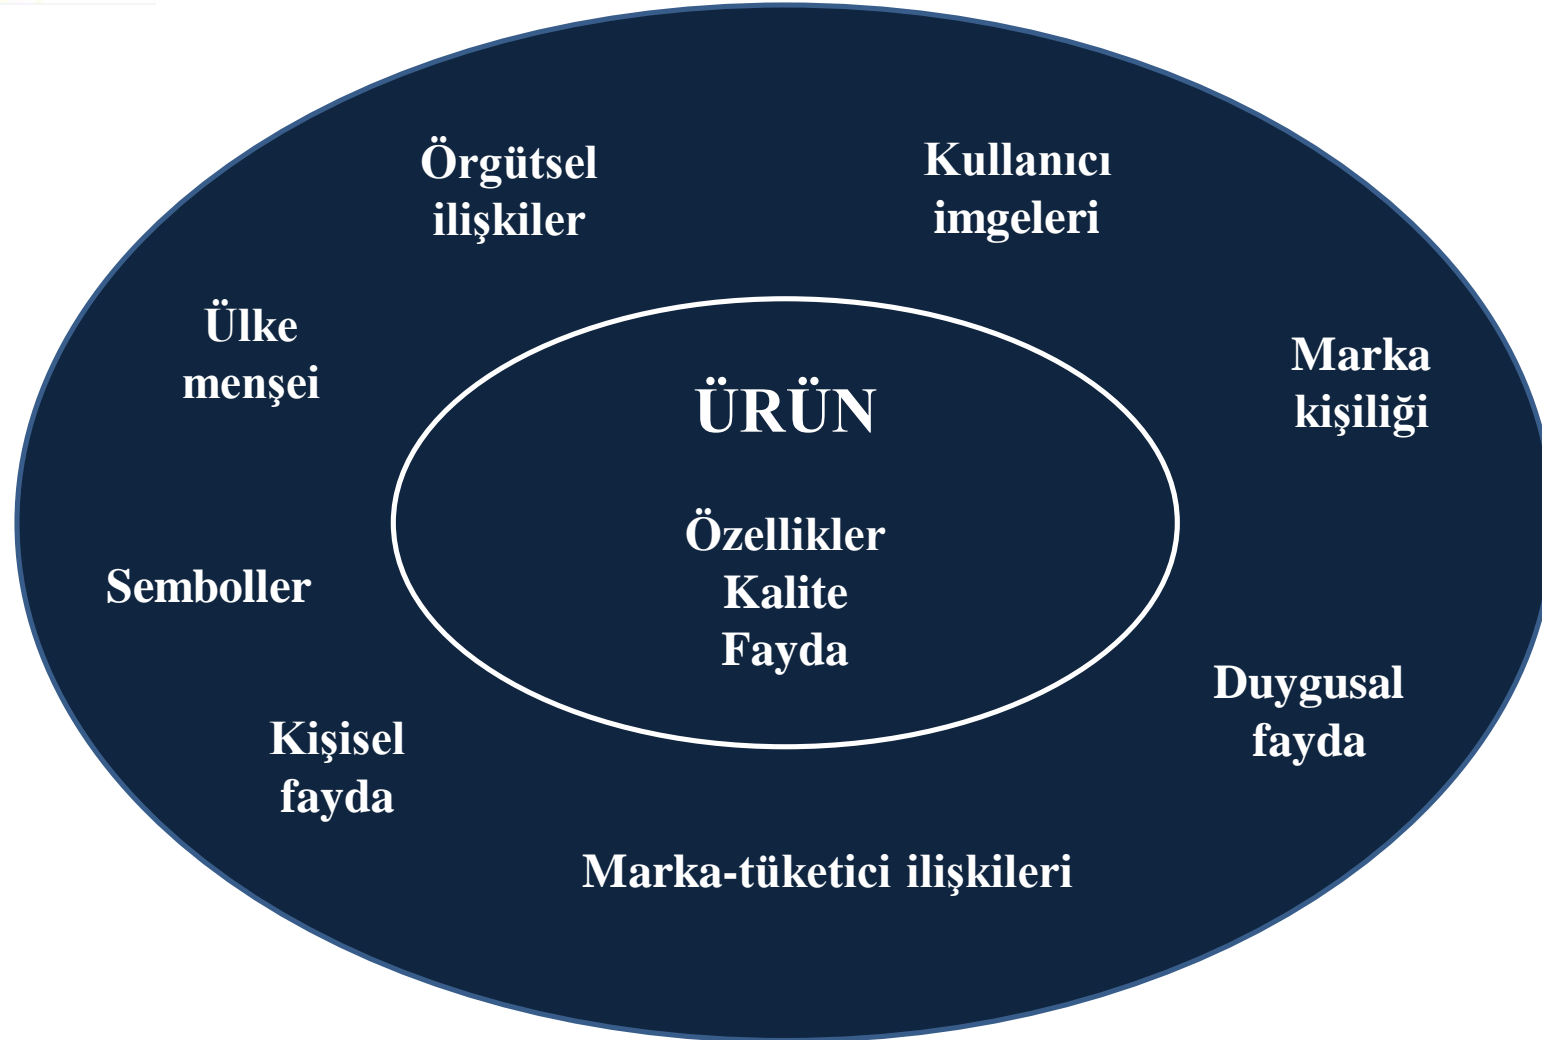 Örgütsel
ilişkiler
Kullanıcı
imgeleri
Ülke
menşei
Marka
kişiliği
ÜRÜN
Özellikler
Kalite
Fayda
Semboller
Duygusal
fayda
Kişisel
fayda
Marka-tüketici ilişkileri